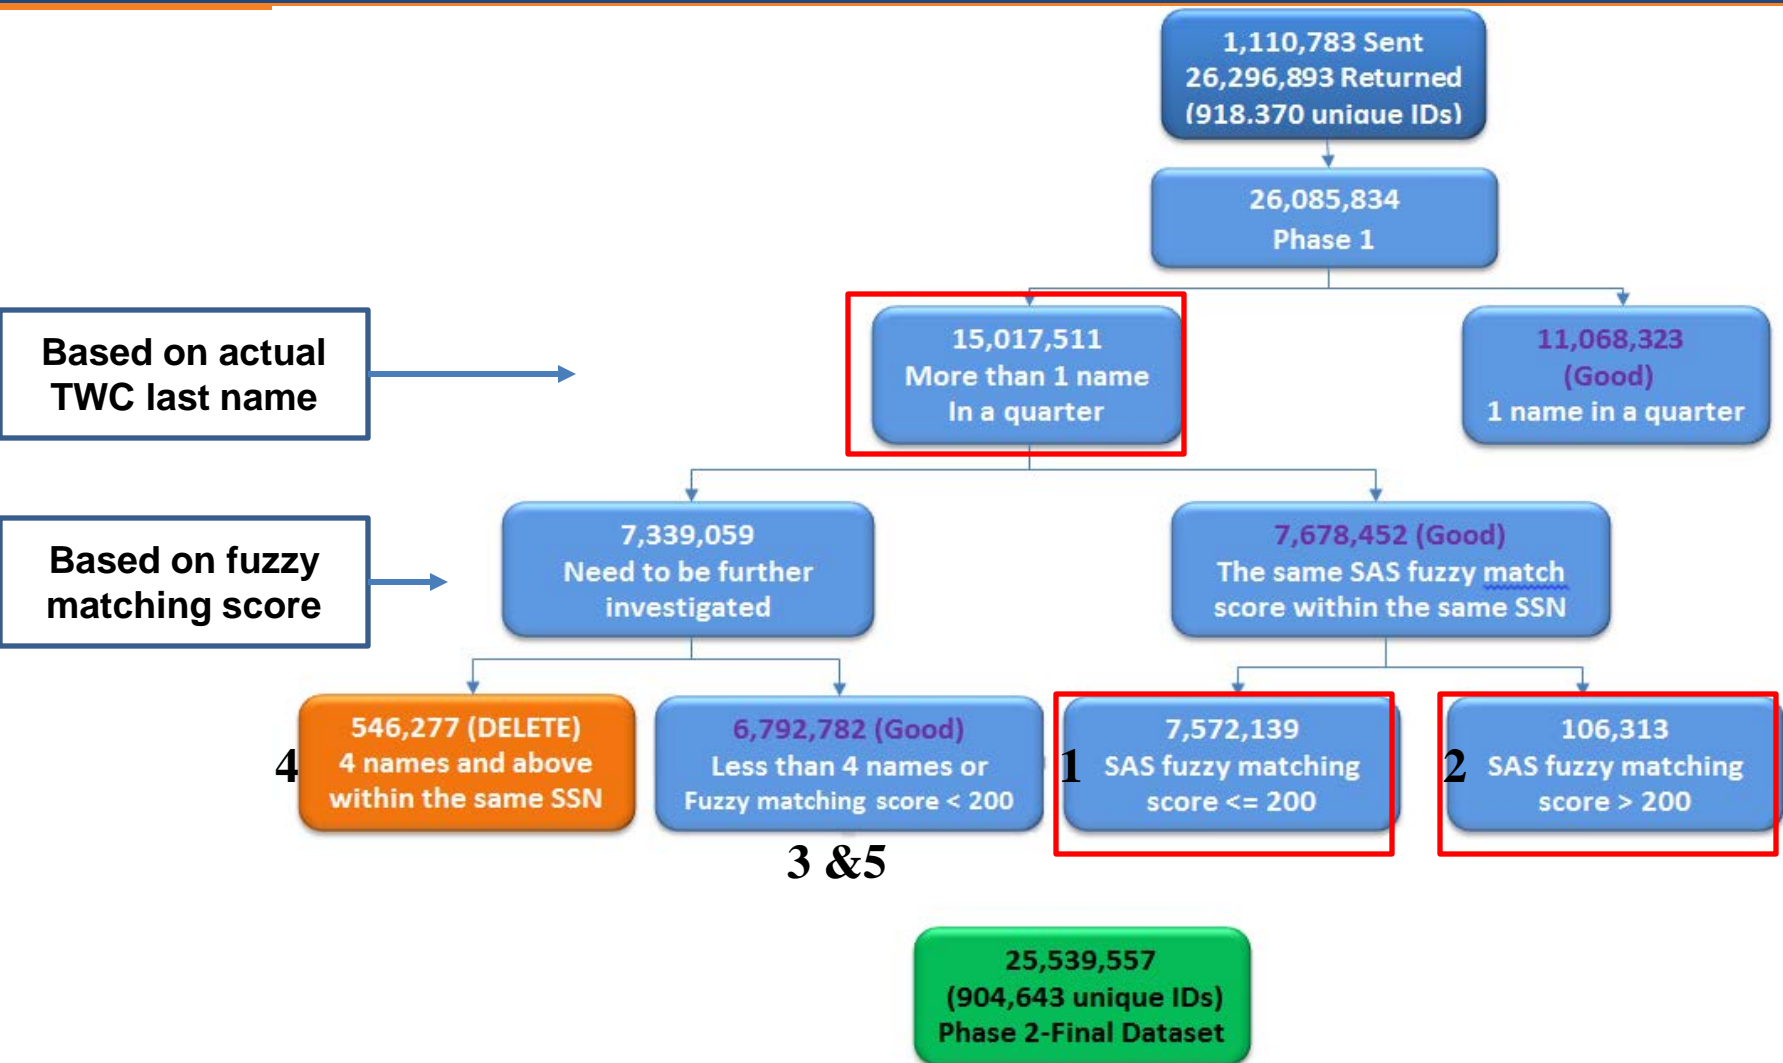 1,110,783 Sent
26,296,893 Returned
(918.370 unique IDs)
26,085,834
Phase 1
Based on actual
TWC last name
15,017,511
More than 1 name
In a quarter
11,068,323
(Good)
1 name in a quarter
Based on fuzzy
matching score
7,339,059
Need to be further
investigated
7,678,452 (Good)
The same SAS fuzzy match
score within the same SSN
4
546,277 (DELETE)
4 names and above
within the same SSN
6,792,782 (Good)
Less than 4 names or
Fuzzy matching score < 200
3 &5
1
7,572,139
SAS fuzzy matching
score <= 200
2
106,313
SAS fuzzy matching
score > 200
25,539,557
(904,643 unique IDs)
Phase 2-Final Dataset